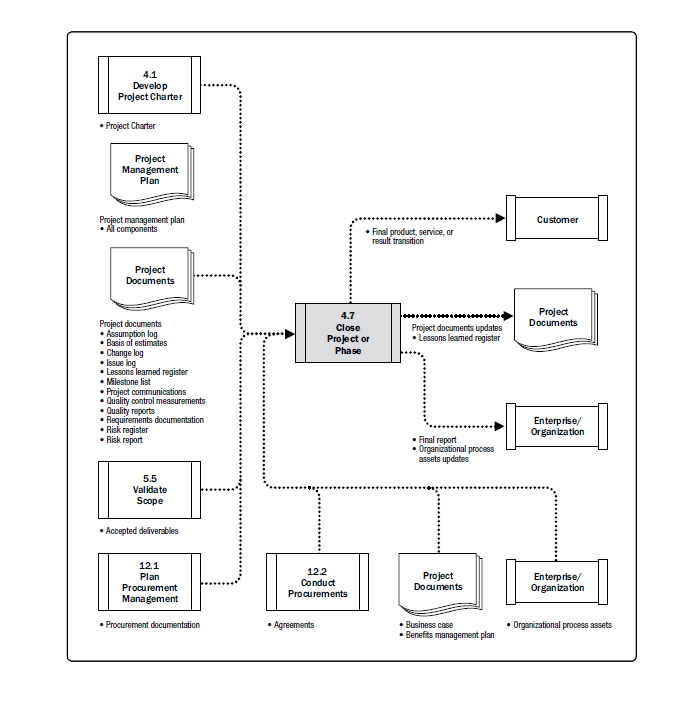 4.1
Develop
Project Charter
• Project Charter
Project
Management
Plan
Project management plan
• All components
Project
Documents
Project documents
• Assumption log
• Basis of estimates
• Change log
• Issue log
• Lessons learned register
• Milestone list
• Project communications
• Quality control measurements
• Quality reports
• Requirements documentation
• Risk register
• Risk report
5.5
Validate
Scope
• Accepted deliverables
12.1
Plan
Procurement
Management
• Procurement documentation
4.7
Close
Project or
Phase
Customer
• Final product, service, or
result transition
Project
Documents
Project documents updates
• Lessons learned register
Enterprise/
Organization
• Final report
• Organizational process
assets updates
12.2
Conduct
Procurements
• Agreements
Project
Documents
• Business case
• Benefits management plan
Enterprise/
Organization
• Organizational process assets